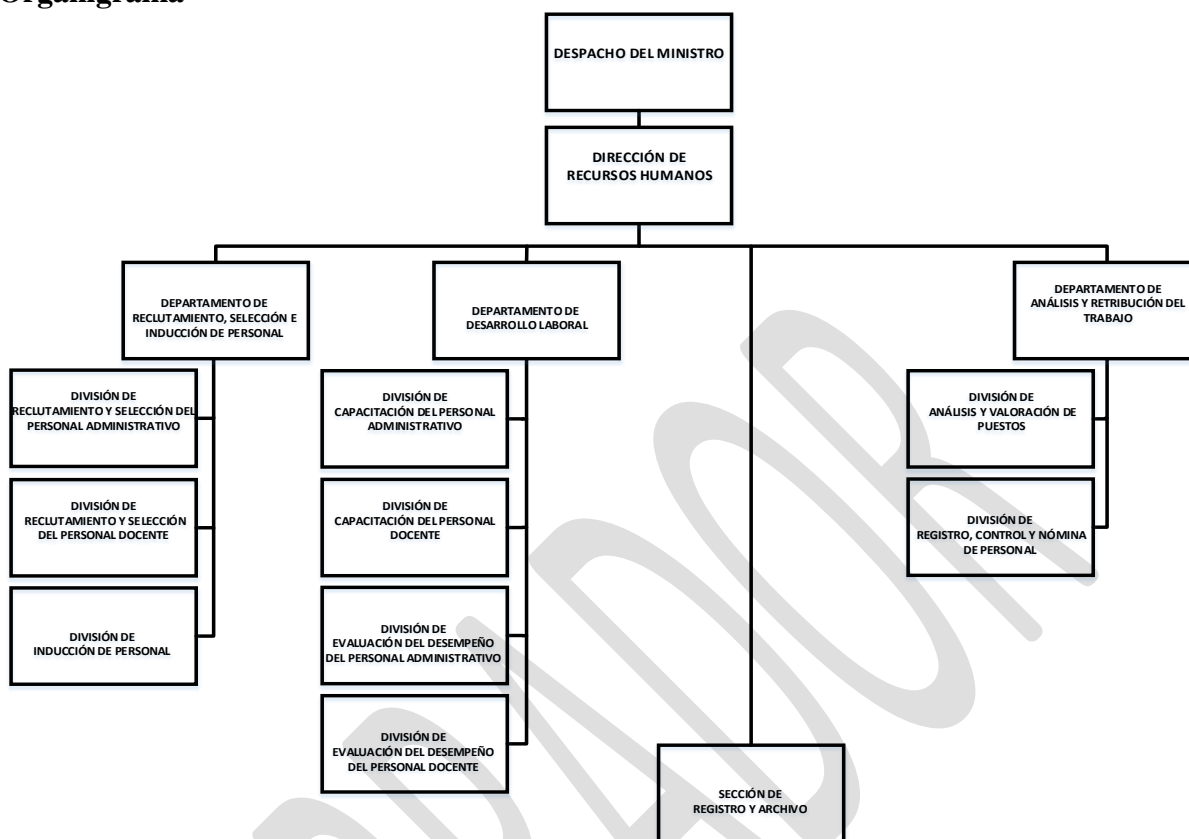 Organigrama
DESPACHO DEL MINISTRO
DIRECCIÓN DE
RECURSOS HUMANOS
DEPARTAMENTO DE
RECLUTAMIENTO, SELECCIÓN E
INDUCCIÓN DE PERSONAL
DIVISIÓN DE
RECLUTAMIENTO Y SELECCIÓN DEL
PERSONAL ADMINISTRATIVO
DIVISIÓN DE
RECLUTAMIENTO Y SELECCIÓN
DEL PERSONAL DOCENTE
DIVISIÓN DE
INDUCCIÓN DE PERSONAL
DEPARTAMENTO DE
DESARROLLO LABORAL
DIVISIÓN DE
CAPACITACIÓN DEL PERSONAL
ADMINISTRATIVO
DIVISIÓN DE
CAPACITACIÓN DEL PERSONAL
DOCENTE
DIVISIÓN DE
EVALUACIÓN DEL DESEMPEÑO
DEL PERSONAL ADMINISTRATIVO
DIVISIÓN DE
EVALUACIÓN DEL DESEMPEÑO
DEL PERSONAL DOCENTE
SECCIÓN DE
REGISTRO Y ARCHIVO
DEPARTAMENTO DE
ANÁLISIS Y RETRIBUCIÓN DEL
TRABAJO
DIVISIÓN DE
ANÁLISIS Y VALORACIÓN DE
PUESTOS
DIVISIÓN DE
REGISTRO, CONTROL Y NÓMINA
DE PERSONAL